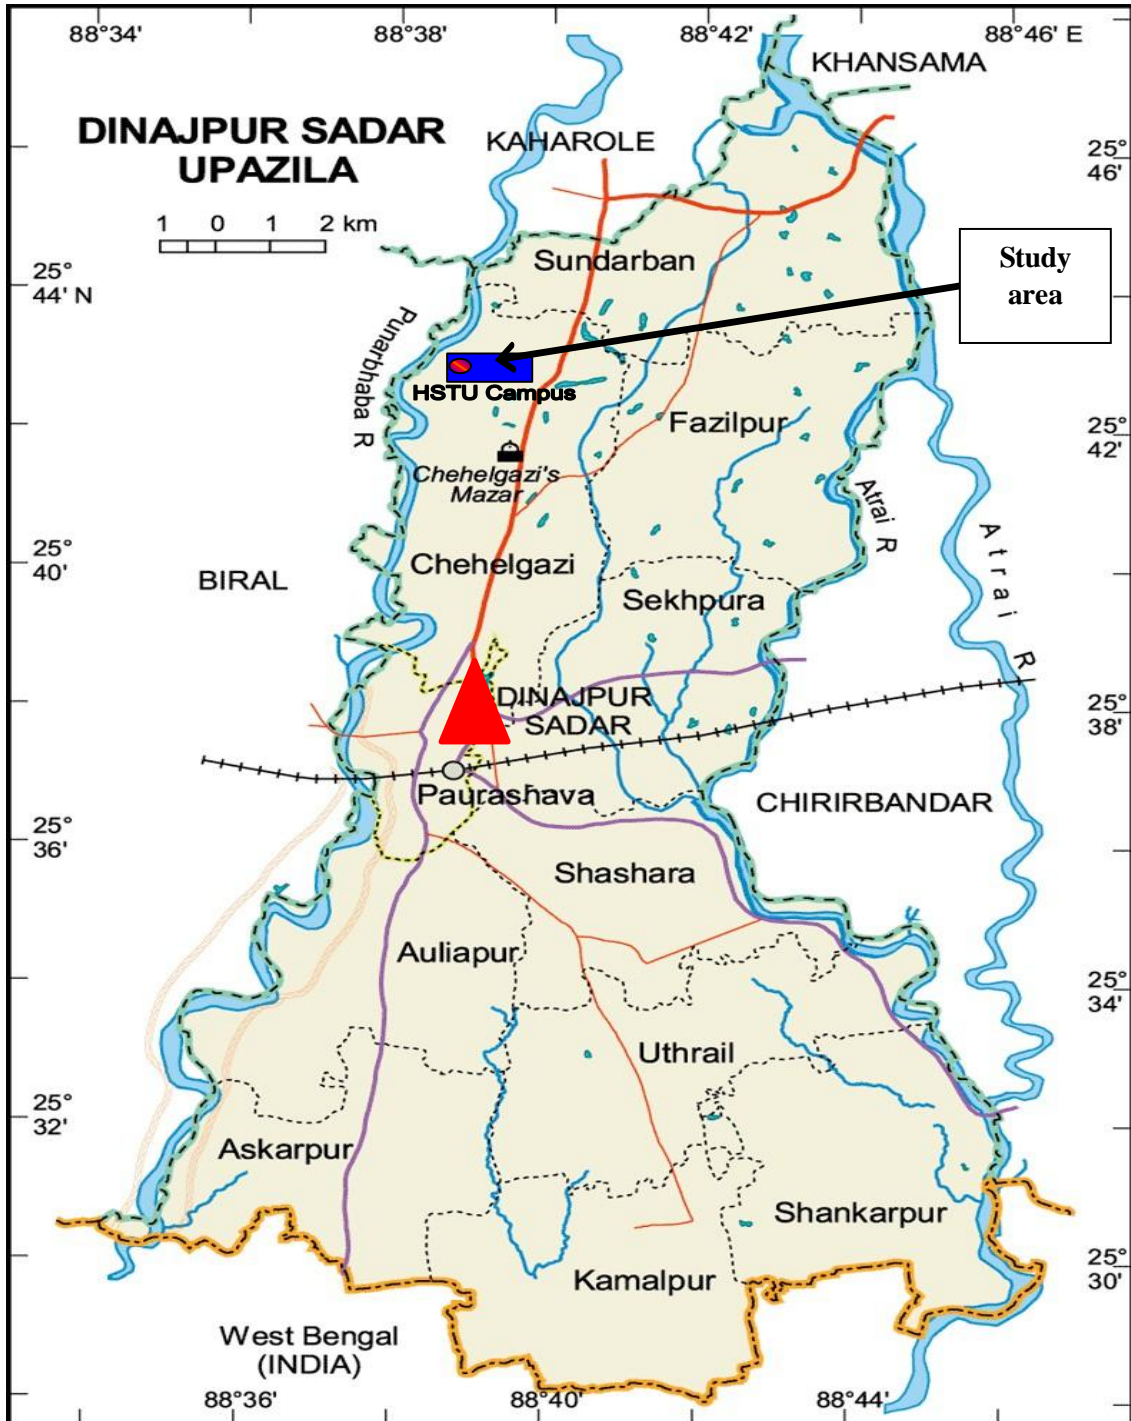 88°34'
88°38'
88°42'
88°46' E
KHANSAMA
DINAJPUR SADAR
UPAZILA
KAHAROLE
25°
46'
1 0 1 2 km
Study
area
Sundarban
25°
44' N
Punarbhaba R
HSTU Campus
Fazilpur
25°
42'
Chehelgazi's
Mazar
Atrai R
Atrai R
25°
40'
BIRAL
Chehelgazi
Sekhpura
DINAJPUR
SADAR
25°
38'
Paurashava
CHIRIRBANDAR
25°
36'
Shashara
Auliapur
25°
34'
Uthrail
25°
32'
Askarpur
Shankarpur
Kamalpur
25°
30'
West Bengal
(INDIA)
88°36'
88°40'
88°44'